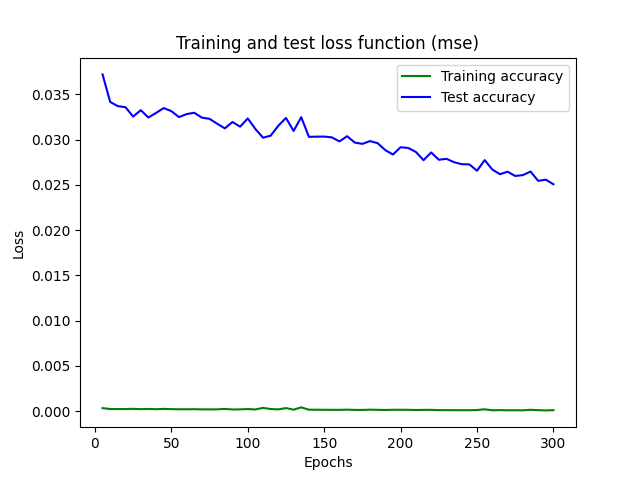 Training and test loss function (mse)
Training accuracy
Test accuracy
0.035
0.030
0.025
0.020
0.015
0.010
0.005
0.000
Loss
0 50 100 150 200 250 300
Epochs